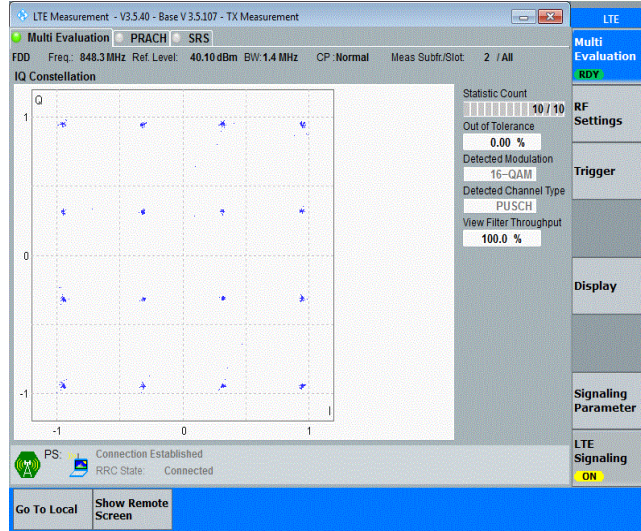 LTE Measurement - V3.5.40 - Base V 3.5.107 - TX Measurement
LTE
Multi Evaluation PRACH SRS
Multi
Evaluation
RDY
FDD Freq.: 848.3 MHz Ref. Level: 40.10 dBm BW: 1.4 MHz CP : Normal Meas Subfr./Slot: 2 / All
IQ Constellation
Q
1
0
-1
-1 0 1
I
Statistic Count
10 / 10
Out of Tolerance
0.00 %
Detected Modulation
16-QAM
Detected Channel Type
PUSCH
View Filter Throughput
100.0 %
RF
Settings
Trigger
Display
Signaling
Parameter
LTE
Signaling
ON
PS: Connection Established
RRC State: Connected
Go To Local
Show Remote
Screen